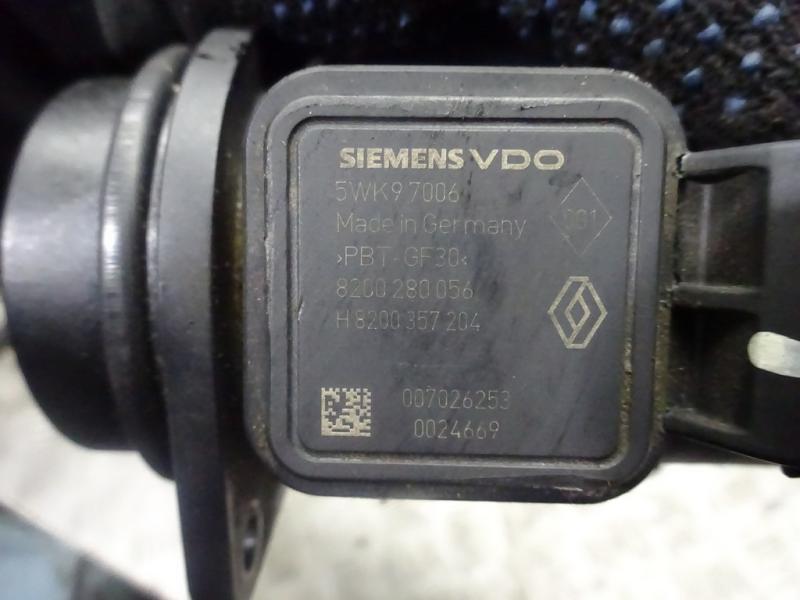 SIEMENS VDO
5WK9 7006
Made in Germany
>PBT-GF30<
8200 280 056
H 8200 357 204
007026253
0024669